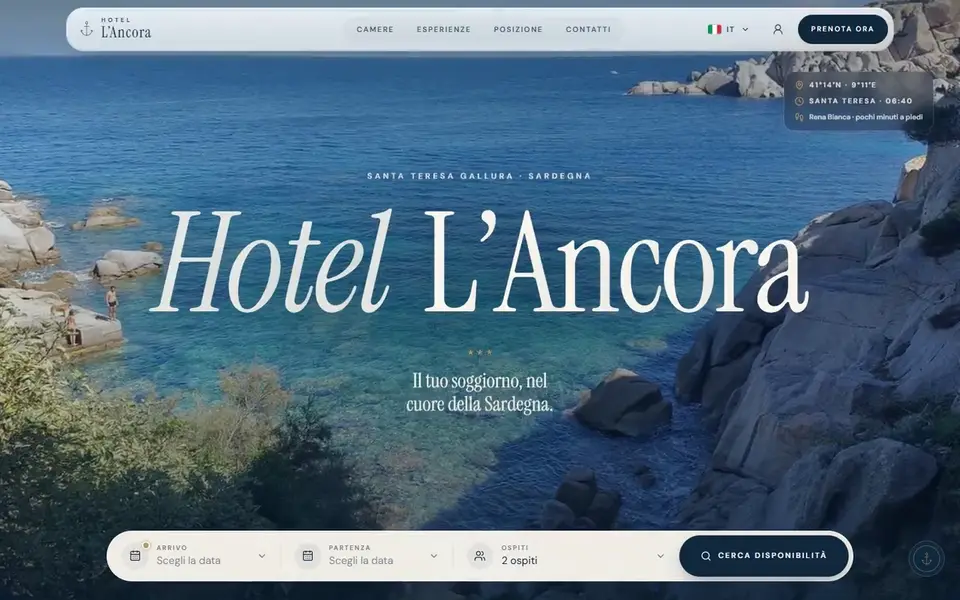 HOTEL
L'Ancora
CAMERE
ESPERIENZE
POSIZIONE
CONTATTI
IT
PRENOTA ORA
41°14'N · 9°11'E
SANTA TERESA · 06:40
Rena Bianca · pochi minuti a piedi
SANTA TERESA GALLURA · SARDEGNA
Hotel L’Ancora
Il tuo soggiorno, nel
cuore della Sardegna.
ARRIVO
Scegli la data
PARTENZA
Scegli la data
OSPITI
2 ospiti
CERCA DISPONIBILITÀ